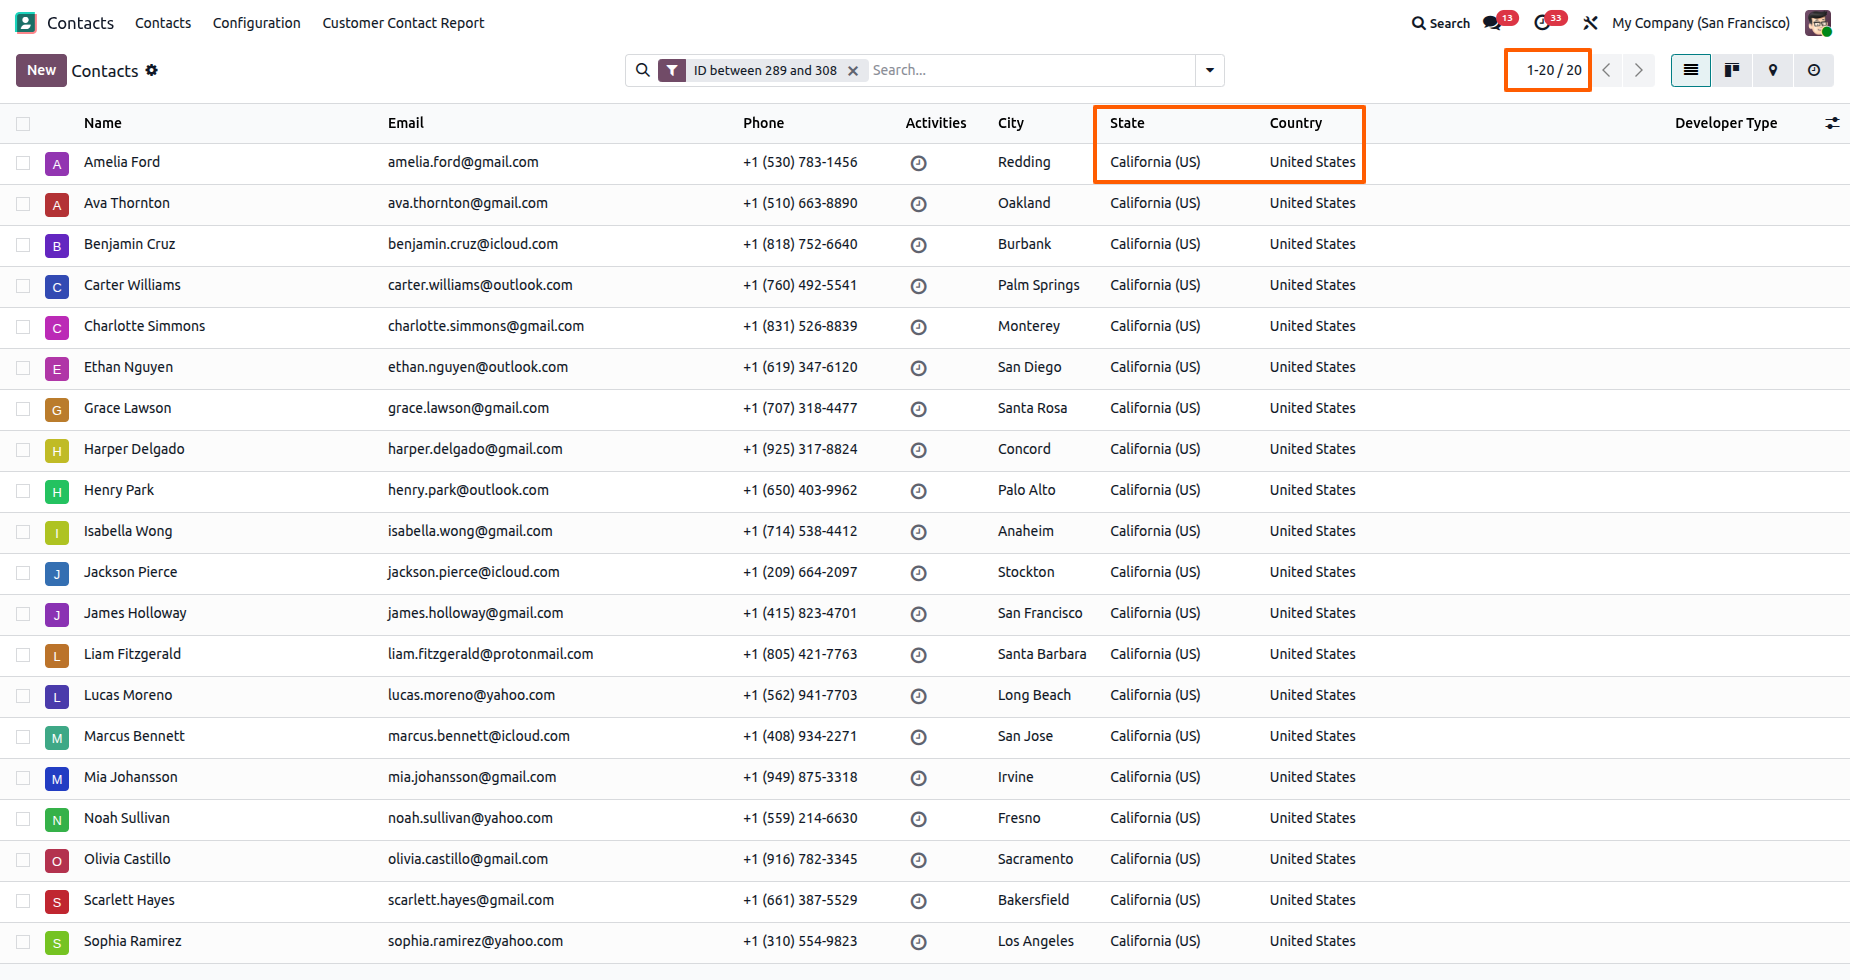 Contacts Contacts Configuration Customer Contact Report Search 13 33 My Company (San Francisco)
New Contacts ID between 289 and 308 Search... 1-20 / 20
Name Email Phone Activities City State Country Developer Type
A Amelia Ford amelia.ford@gmail.com +1 (530) 783-1456 Redding California (US) United States
A Ava Thornton ava.thornton@gmail.com +1 (510) 663-8890 Oakland California (US) United States
B Benjamin Cruz benjamin.cruz@icloud.com +1 (818) 752-6640 Burbank California (US) United States
C Carter Williams carter.williams@outlook.com +1 (760) 492-5541 Palm Springs California (US) United States
C Charlotte Simmons charlotte.simmons@gmail.com +1 (831) 526-8839 Monterey California (US) United States
E Ethan Nguyen ethan.nguyen@outlook.com +1 (619) 347-6120 San Diego California (US) United States
G Grace Lawson grace.lawson@gmail.com +1 (707) 318-4477 Santa Rosa California (US) United States
H Harper Delgado harper.delgado@gmail.com +1 (925) 317-8824 Concord California (US) United States
H Henry Park henry.park@outlook.com +1 (650) 403-9962 Palo Alto California (US) United States
I Isabella Wong isabella.wong@gmail.com +1 (714) 538-4412 Anaheim California (US) United States
J Jackson Pierce jackson.pierce@icloud.com +1 (209) 664-2097 Stockton California (US) United States
J James Holloway james.holloway@gmail.com +1 (415) 823-4701 San Francisco California (US) United States
L Liam Fitzgerald liam.fitzgerald@protonmail.com +1 (805) 421-7763 Santa Barbara California (US) United States
L Lucas Moreno lucas.moreno@yahoo.com +1 (562) 941-7703 Long Beach California (US) United States
M Marcus Bennett marcus.bennett@icloud.com +1 (408) 934-2271 San Jose California (US) United States
M Mia Johansson mia.johansson@gmail.com +1 (949) 875-3318 Irvine California (US) United States
N Noah Sullivan noah.sullivan@yahoo.com +1 (559) 214-6630 Fresno California (US) United States
O Olivia Castillo olivia.castillo@gmail.com +1 (916) 782-3345 Sacramento California (US) United States
S Scarlett Hayes scarlett.hayes@gmail.com +1 (661) 387-5529 Bakersfield California (US) United States
S Sophia Ramirez sophia.ramirez@yahoo.com +1 (310) 554-9823 Los Angeles California (US) United States